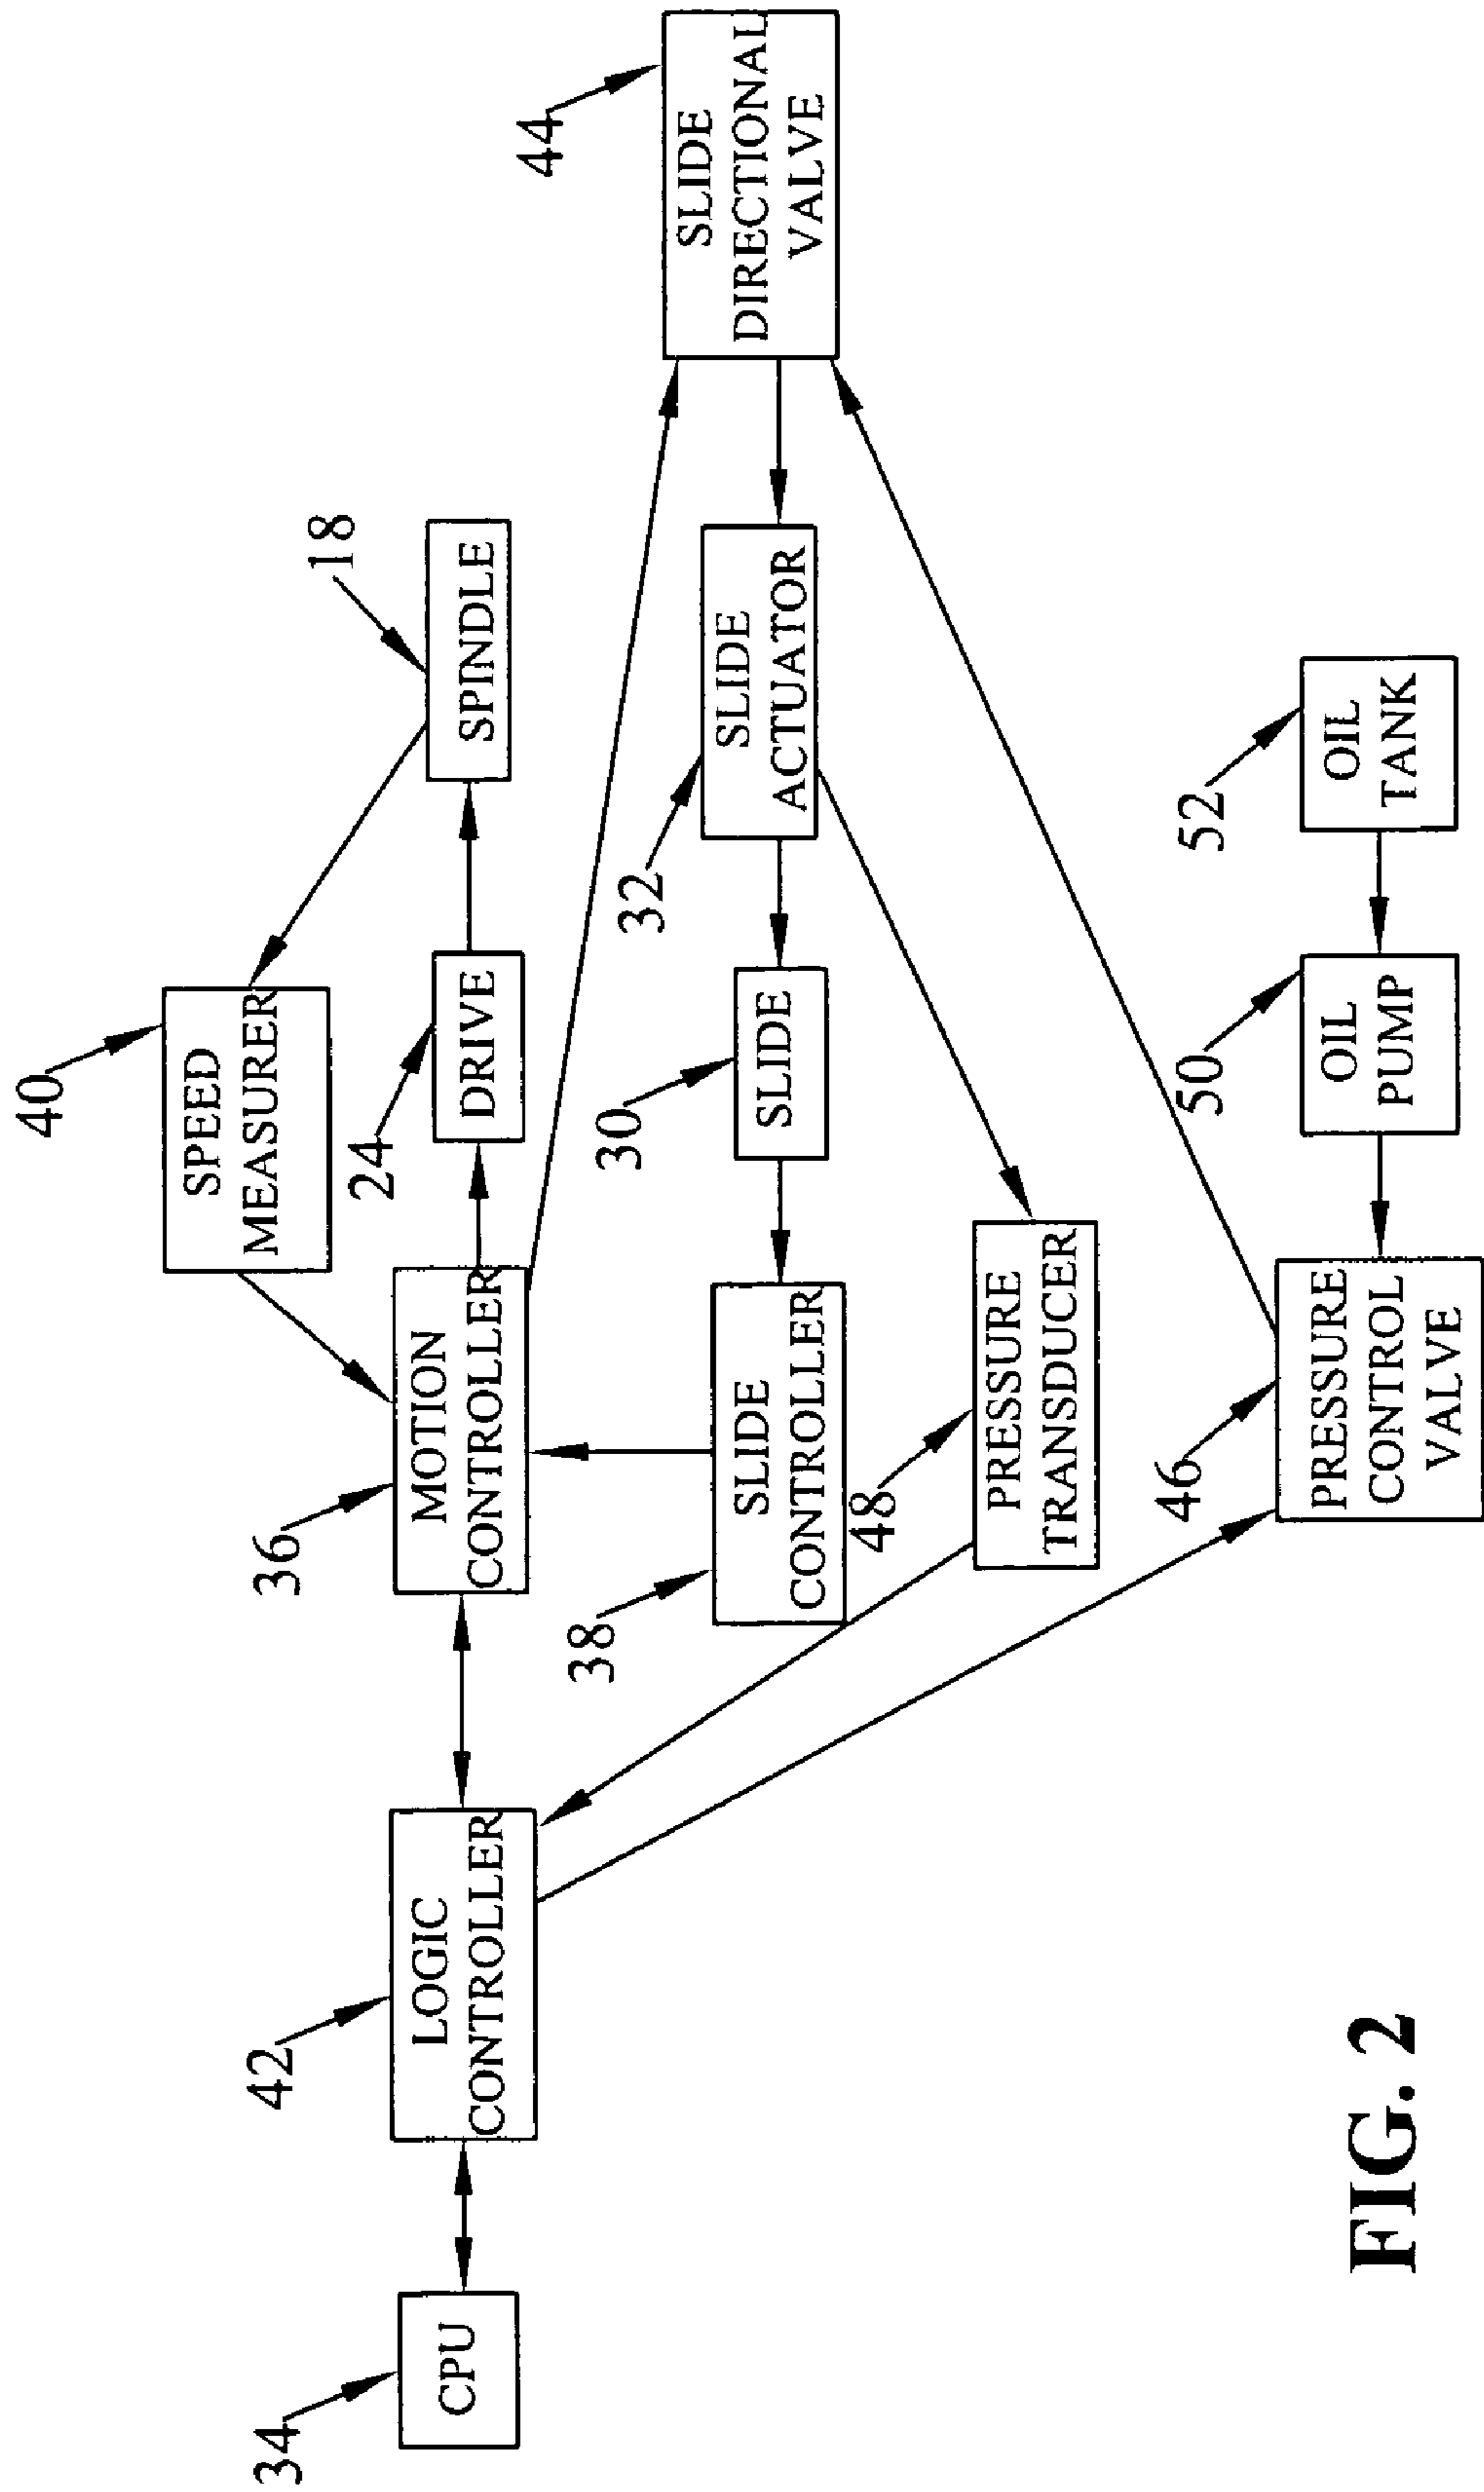 40
SPEED
MEASURER
18
24
DRIVE
SPINDLE
34
CPU
42
LOGIC
CONTROLLER
36
MOTION
CONTROLLER
44
SLIDE
DIRECTIONAL
VALVE
38
SLIDE
CONTROLLER
30
SLIDE
32
SLIDE
ACTUATOR
48
PRESSURE
TRANSDUCER
46
PRESSURE
CONTROL
VALVE
50
OIL
PUMP
52
OIL
TANK
FIG. 2